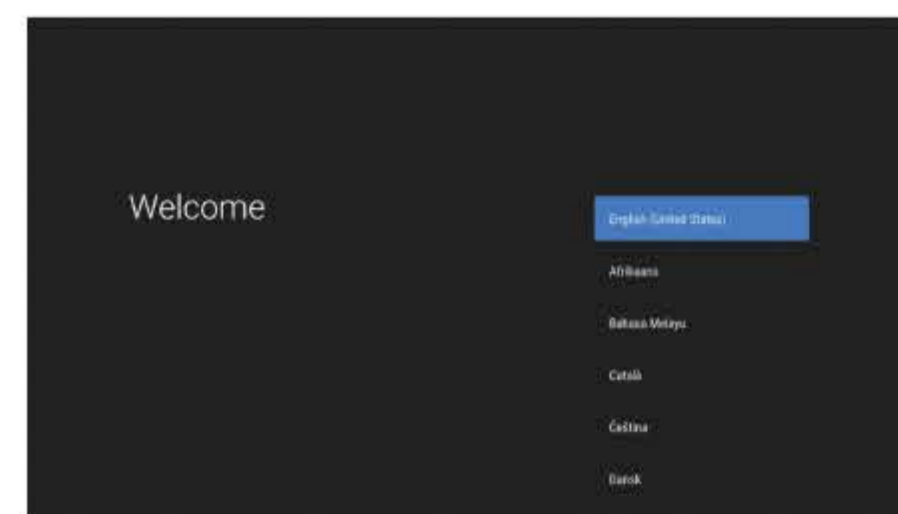 Welcome
English (United States)
Afrikaans
Bahasa Melayu
Català
Čeština
Dansk